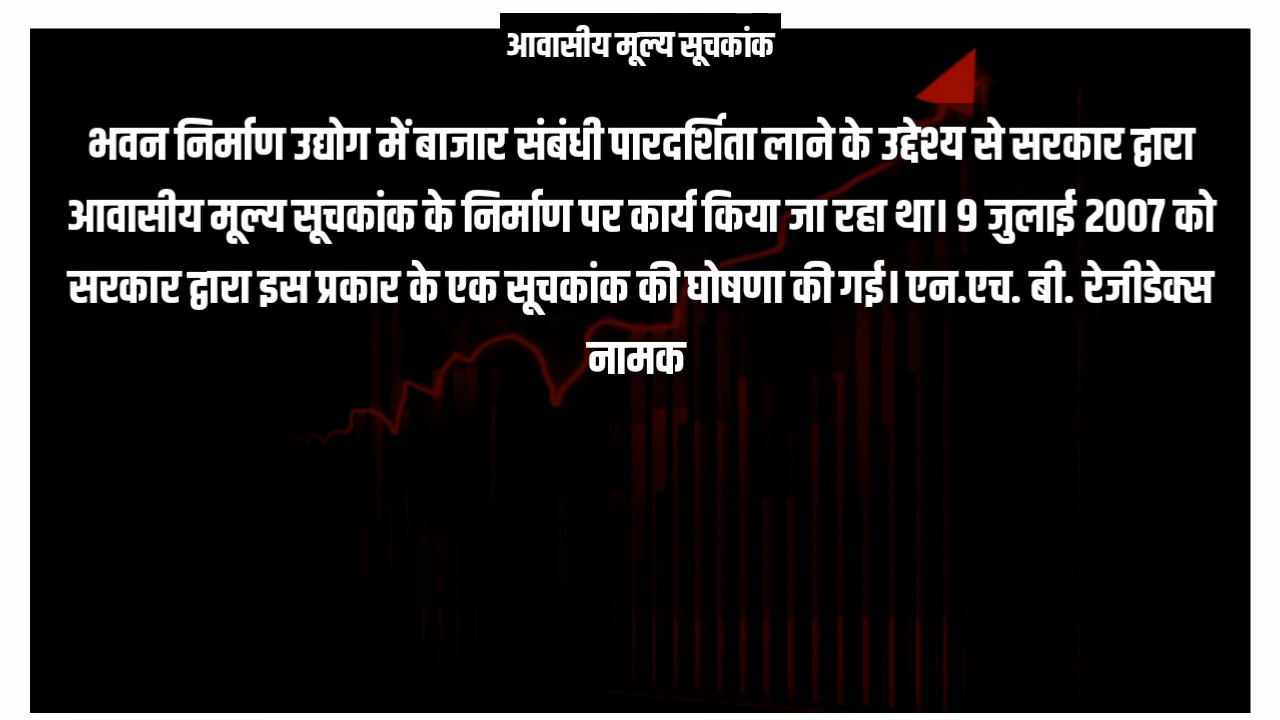 आवासीय मूल्य सूचकांक
भवन निर्माण उद्योग में बाजार संबंधी पारदर्शिता लाने के उद्देश्य से सरकार द्वारा
आवासीय मूल्य सूचकांक के निर्माण पर कार्य किया जा रहा था। 9 जुलाई 2007 को
सरकार द्वारा इस प्रकार के एक सूचकांक की घोषणा की गई। एन.एच. बी. रेजीडेक्स
नामक